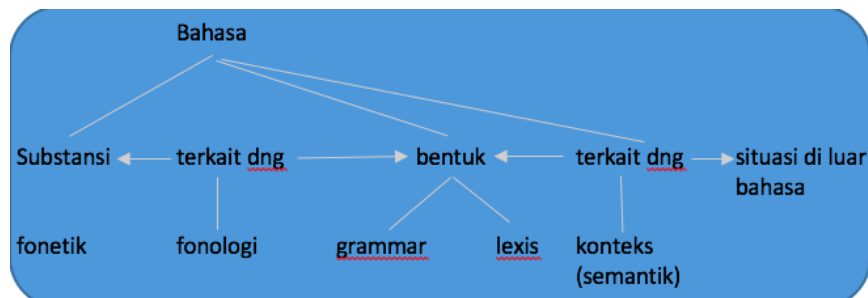 Bahasa
Substansi terkait dng bentuk terkait dng situasi di luar
bahasa
fonetik fonologi grammar lexis konteks
(semantik)